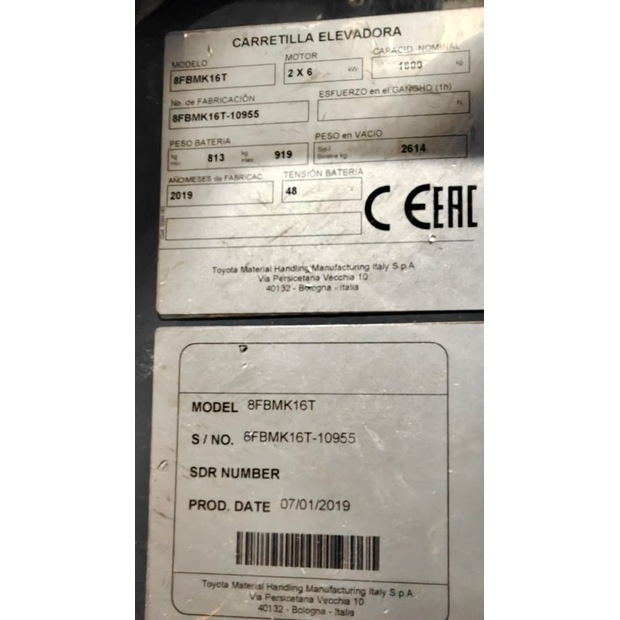 CARRETILLA ELEVADORA
MODELO MOTOR CAPACID. NOMINAL
8FBMK16T 2 X 6 kW 1600 kg
No. de FABRICACIÓN ESFUERZO en el GANCHO (1h)
8FBMK16T-10955 N.
PESO BATERIA PESO en VACIO
kg 813 kg 919 2614
AÑO/MESES de FABRICAC. TENSIÓN BATERIA
2019 48 V
CE EAC
Toyota Material Handling Manufacturing Italy S.p.A.
Via Persicetana Vecchia 10
40132 - Bologna - Italia
MODEL 8FBMK16T
S / NO. 8FBMK16T-10955
SDR NUMBER
PROD. DATE 07/01/2019
Toyota Material Handling Manufacturing Italy S.p.A.
Via Persicetana Vecchia 10
40132 - Bologna - Italia